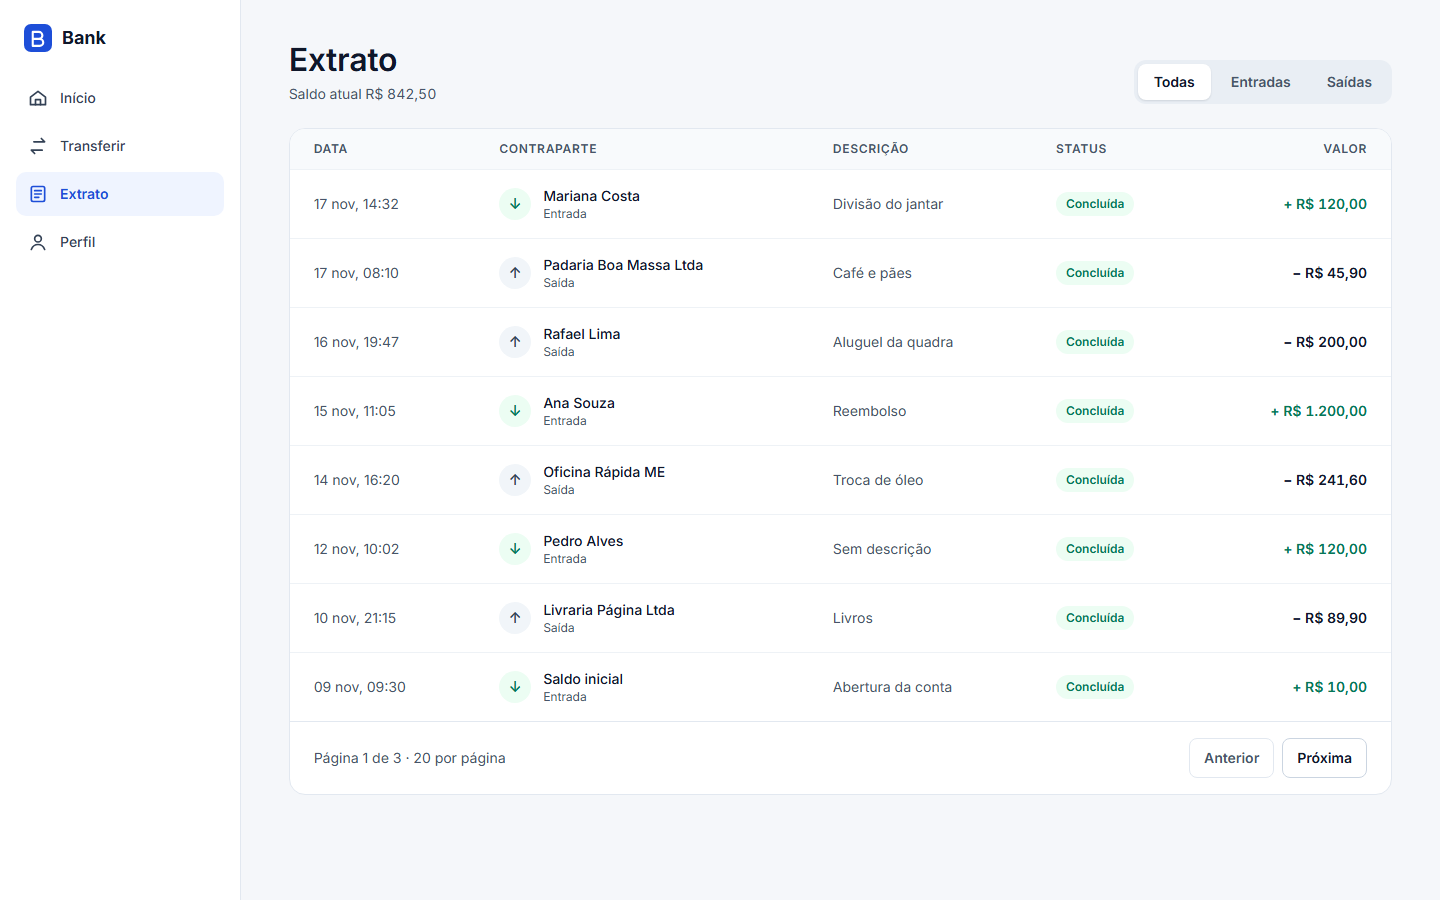 B Bank
Início
Transferir
Extrato
Perfil
Extrato
Saldo atual R$ 842,50
Todas Entradas Saídas
DATA CONTRAPARTE DESCRIÇÃO STATUS VALOR
17 nov, 14:32 Mariana Costa Divisão do jantar Concluída + R$ 120,00
Entrada
17 nov, 08:10 Padaria Boa Massa Ltda Café e pães Concluída − R$ 45,90
Saída
16 nov, 19:47 Rafael Lima Aluguel da quadra Concluída − R$ 200,00
Saída
15 nov, 11:05 Ana Souza Reembolso Concluída + R$ 1.200,00
Entrada
14 nov, 16:20 Oficina Rápida ME Troca de óleo Concluída − R$ 241,60
Saída
12 nov, 10:02 Pedro Alves Sem descrição Concluída + R$ 120,00
Entrada
10 nov, 21:15 Livraria Página Ltda Livros Concluída − R$ 89,90
Saída
09 nov, 09:30 Saldo inicial Abertura da conta Concluída + R$ 10,00
Entrada
Página 1 de 3 · 20 por página Anterior Próxima